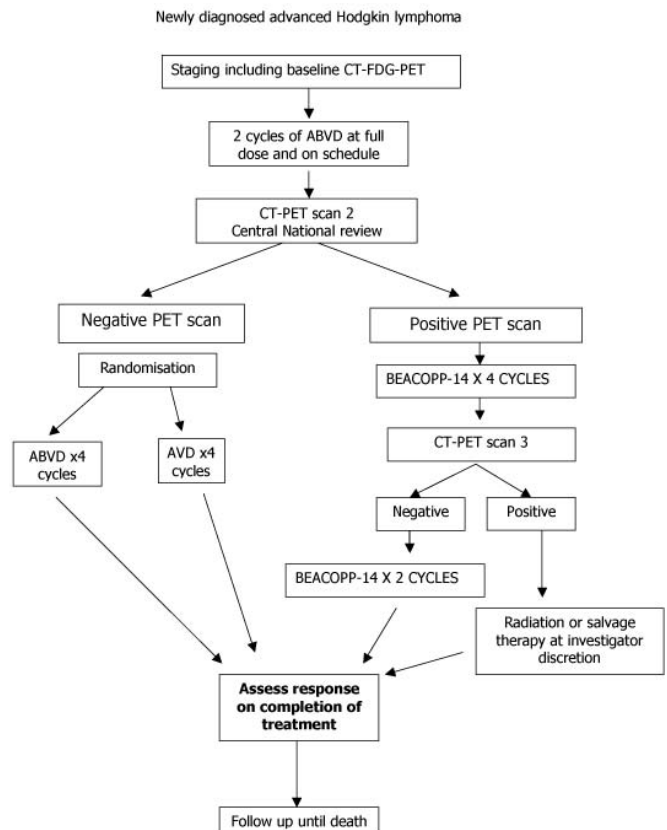 Newly diagnosed advanced Hodgkin lymphoma
Staging including baseline CT-FDG-PET
2 cycles of ABVD at full
dose and on schedule
CT-PET scan 2
Central National review
Negative PET scan
Positive PET scan
Randomisation
BEACOPP-14 X 4 CYCLES
ABVD x4
cycles
AVD x4
cycles
CT-PET scan 3
Negative
Positive
BEACOPP-14 X 2 CYCLES
Radiation or salvage
therapy at investigator
discretion
Assess response
on completion of
treatment
Follow up until death